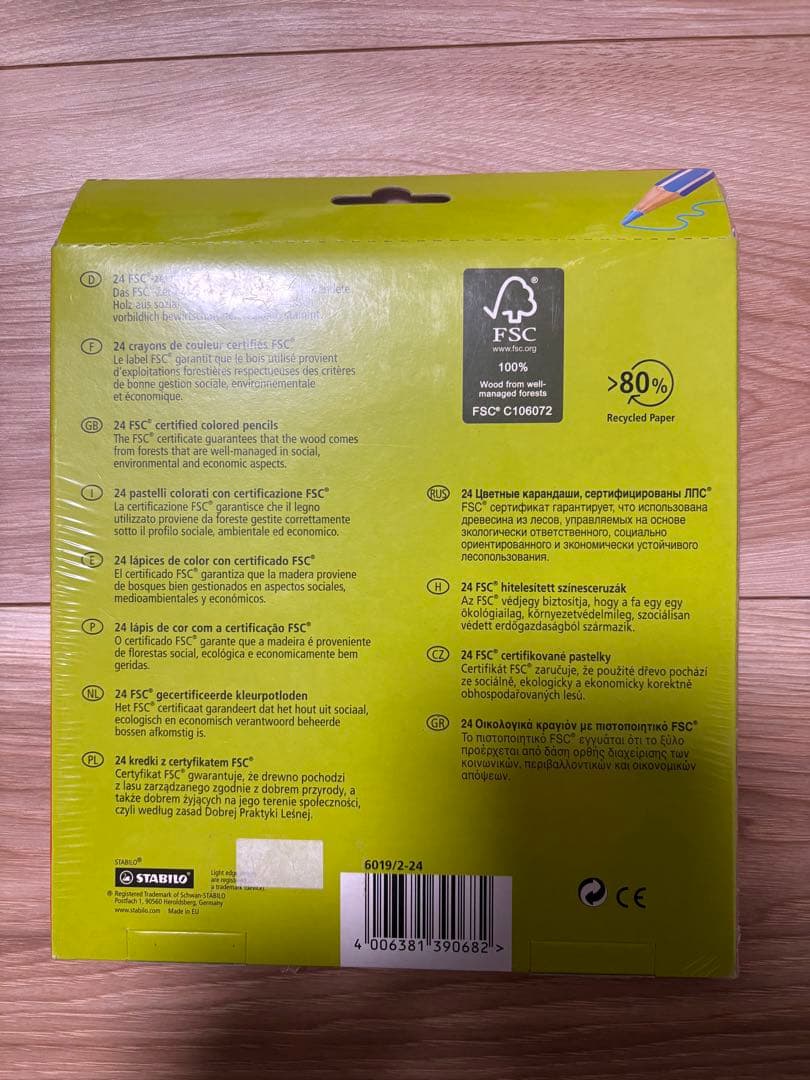 D
24 FSC®-ze
Das FSC
Holz aus sozia
vorbildlich bewirtsch
F
24 crayons de couleur certifiés FSC®
Le label FSC® garantit que le bois utilisé provient
d'exploitations forestières respectueuses des critères
de bonne gestion sociale, environnementale
et économique.
GB
24 FSC® certified colored pencils
The FSC® certificate guarantees that the wood comes
from forests that are well-managed in social,
environmental and economic aspects.
I
24 pastelli colorati con certificazione FSC®
La certificazione FSC® garantisce che il legno
utilizzato proviene da foreste gestite correttamente
sotto il profilo sociale, ambientale ed economico.
E
24 lápices de color con certificado FSC®
El certificado FSC® garantiza que la madera proviene
de bosques bien gestionados en aspectos sociales,
medioambientales y económicos.
P
24 lápis de cor com a certificação FSC®
O certificado FSC® garante que a madeira é proveniente
de florestas social, ecológica e economicamente bem
geridas.
NL
24 FSC® gecertificeerde kleurpotloden
Het FSC® certificaat garandeert dat het hout uit sociaal,
ecologisch en economisch verantwoord beheerde
bossen afkomstig is.
PL
24 kredki z certyfikatem FSC®
Certyfikat FSC® gwarantuje, że drewno pochodzi
z lasu zarządzanego zgodnie z dobrem przyrody, a
także dobrem żyjących na jego terenie społeczności,
czyli według zasad Dobrej Praktyki Leśnej.
FSC®
www.fsc.org
100%
Wood from well-
managed forests
FSC® C106072
>80%
Recycled Paper
RUS
24 Цветные карандаши, сертифицированы ЛПС®
FSC® сертификат гарантирует, что использована
древесина из лесов, управляемых на основе
экологически ответственного, социально
ориентированного и экономически устойчивого
лесопользования.
H
24 FSC® hitelesített színesceruzák
Az FSC® védjegy biztosítja, hogy a fa egy egy
ökológiailag, környezetvédelmileg, szociálisan
védett erdőgazdaságból származik.
CZ
24 FSC® certifikované pastelky
Certifikát FSC® zaručuje, že použité dřevo pochází
ze sociálně, ekologicky a ekonomicky korektně
obhospodařovaných lesů.
GR
24 Οικολογικά κραγιόν με πιστοποιητικό FSC®
Το πιστοποιητικό FSC® εγγυάται ότι το ξύλο
προέρχεται από δάση ορθής διαχείρισης των
κοινωνικών, περιβαλλοντικών και οικονομικών
απόψεων.
STABILO®
STABILO®
® Registered Trademark of Schwan-STABILO
Postfach 1, 90560 Heroldsberg, Germany
www.stabilo.com Made in EU
Light edge
are regis
a trademark
6019/2-24
4 006381 390682 >
CE